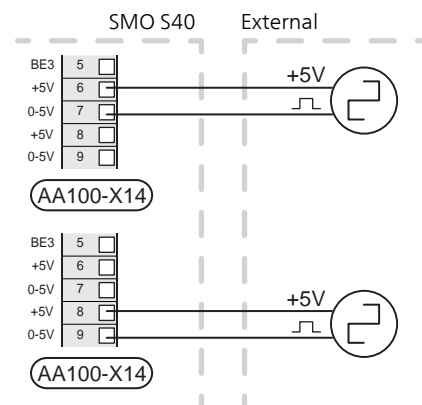 SMO S40 External
BE3 5
+5V 6 +5V
0-5V 7
+5V 8
0-5V 9
AA100-X14
BE3 5
+5V 6
0-5V 7
+5V 8 +5V
0-5V 9
AA100-X14